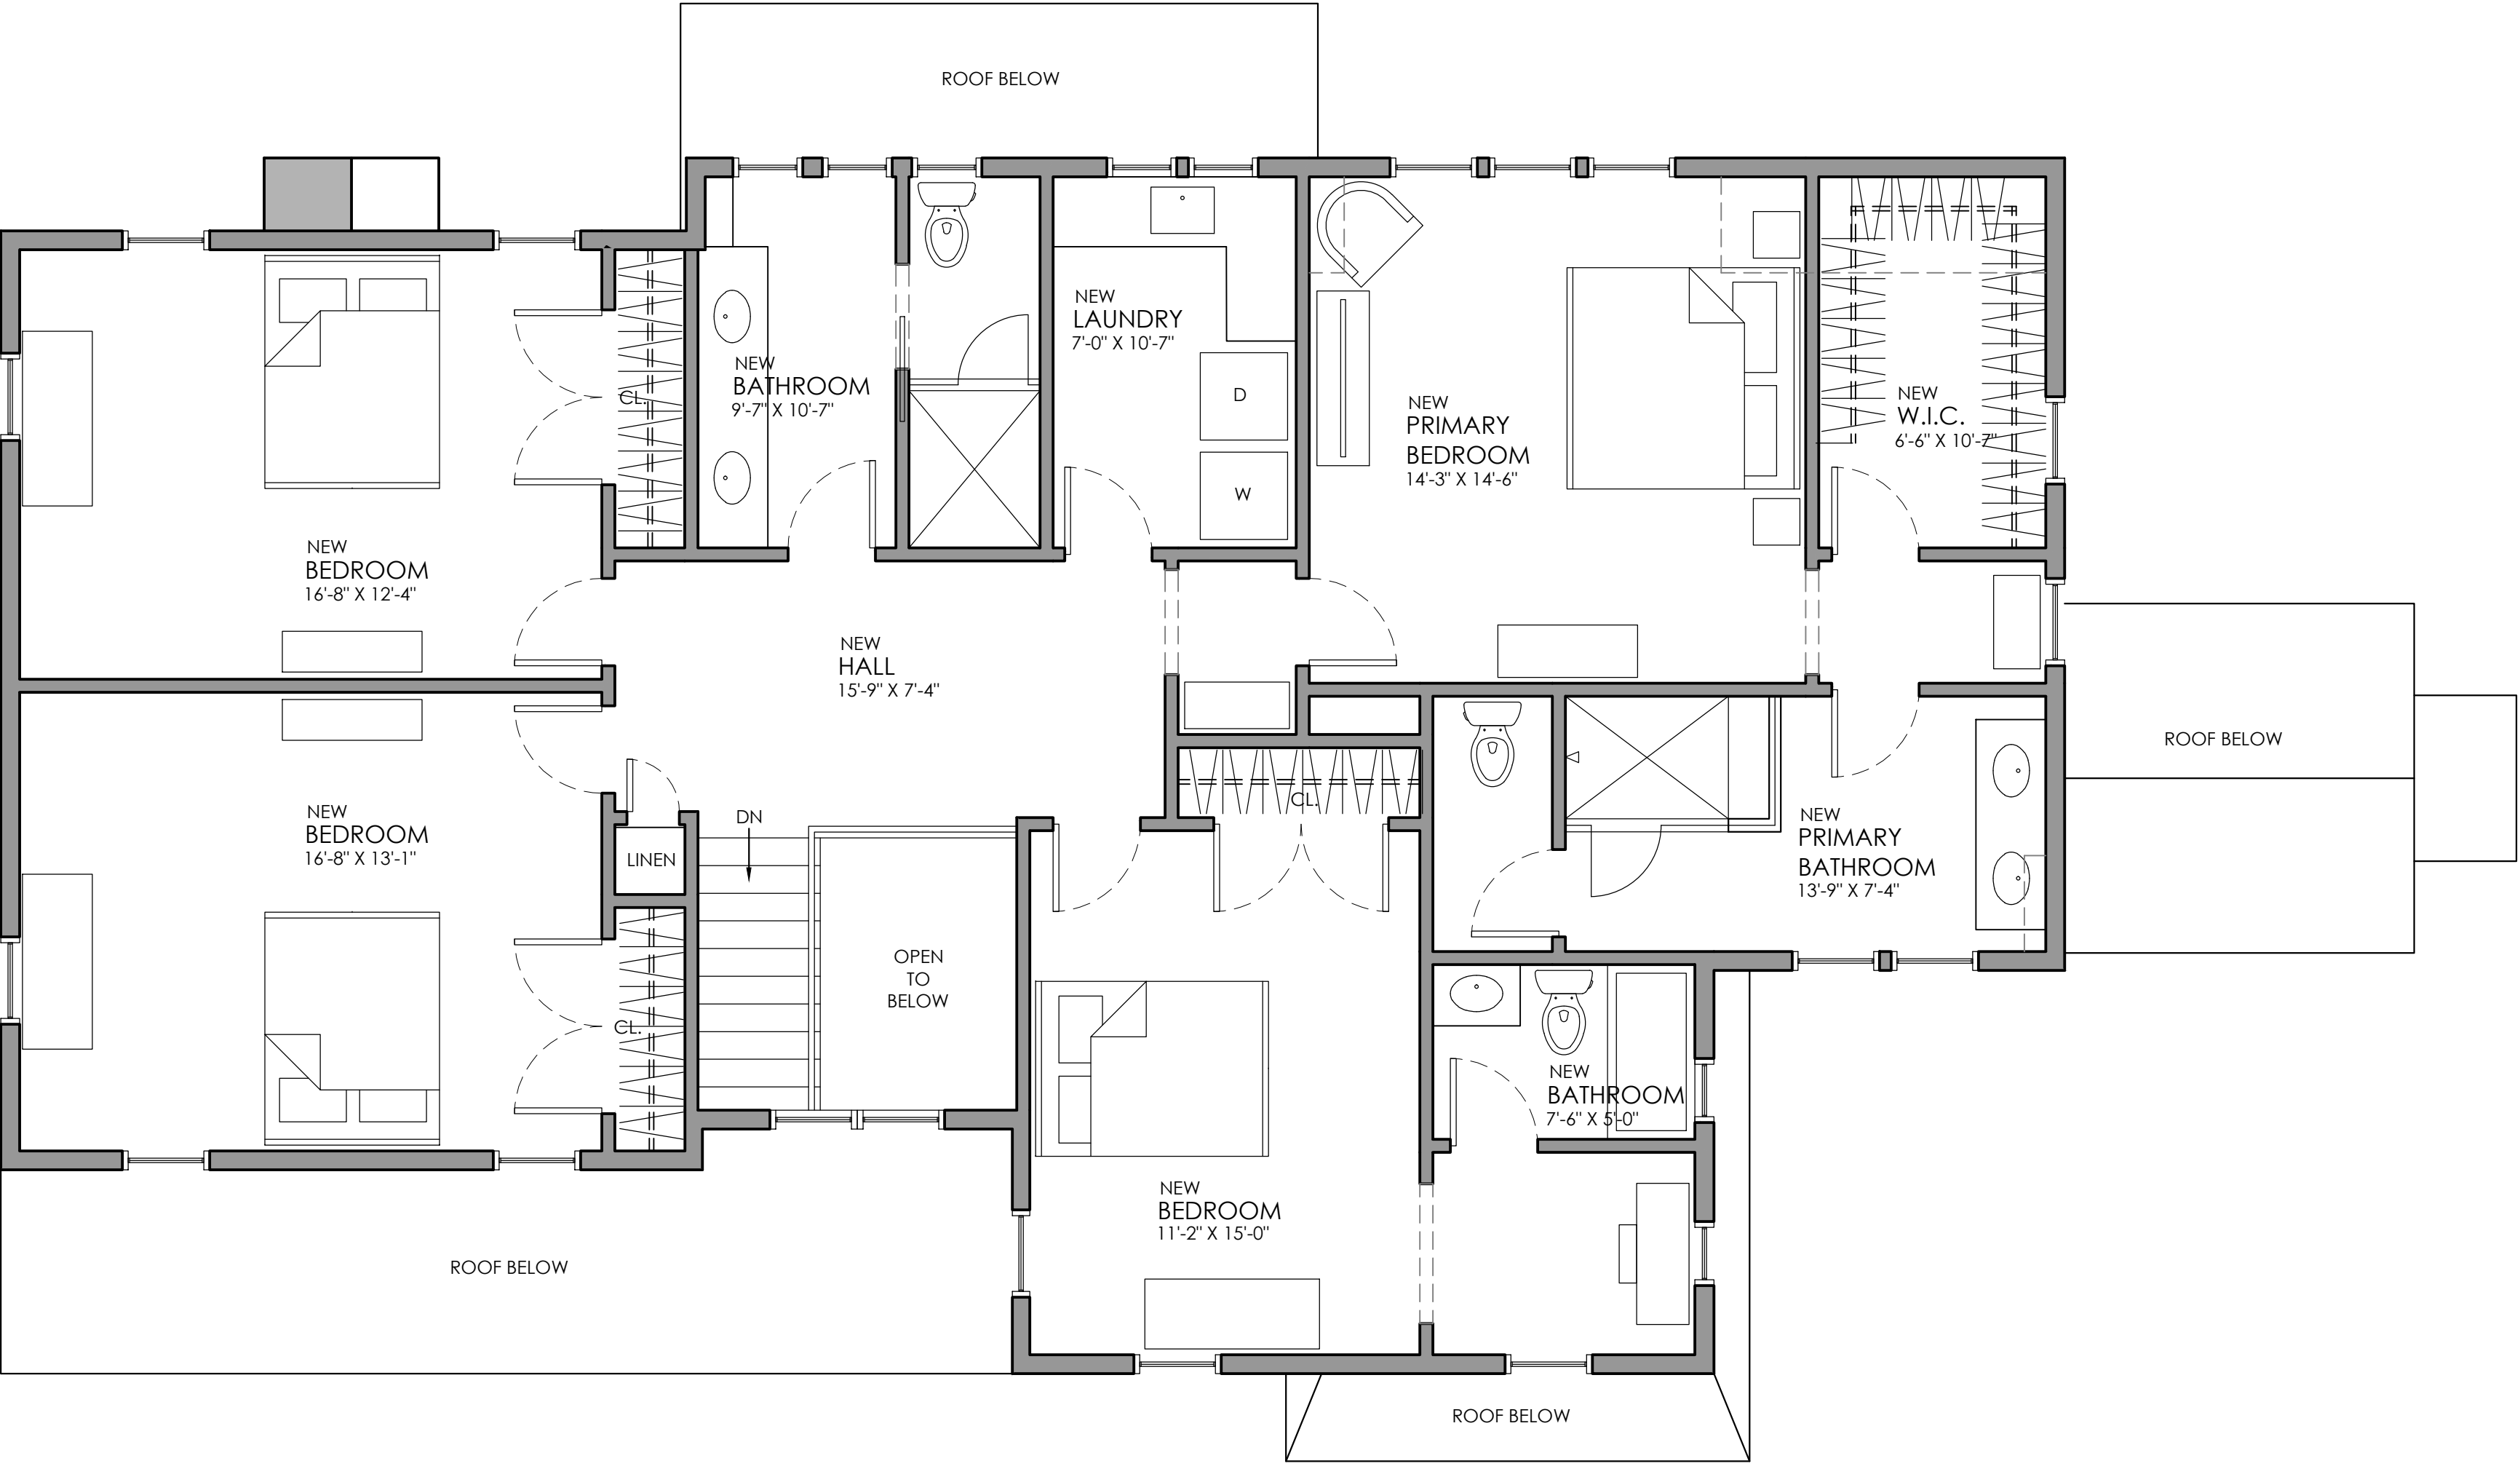 ROOF BELOW
NEW
LAUNDRY
7'-0" X 10'-7"
NEW
BATHROOM
9'-7" X 10'-7"
CL.
D
W
NEW
PRIMARY
BEDROOM
14'-3" X 14'-6"
NEW
W.I.C.
6'-6" X 10'-7"
NEW
BEDROOM
16'-8" X 12'-4"
NEW
HALL
15'-9" X 7'-4"
ROOF BELOW
NEW
BEDROOM
16'-8" X 13'-1"
LINEN
DN
CL.
NEW
PRIMARY
BATHROOM
13'-9" X 7'-4"
OPEN
TO
BELOW
CL.
NEW
BATHROOM
7'-6" X 5'-0"
NEW
BEDROOM
11'-2" X 15'-0"
ROOF BELOW
ROOF BELOW